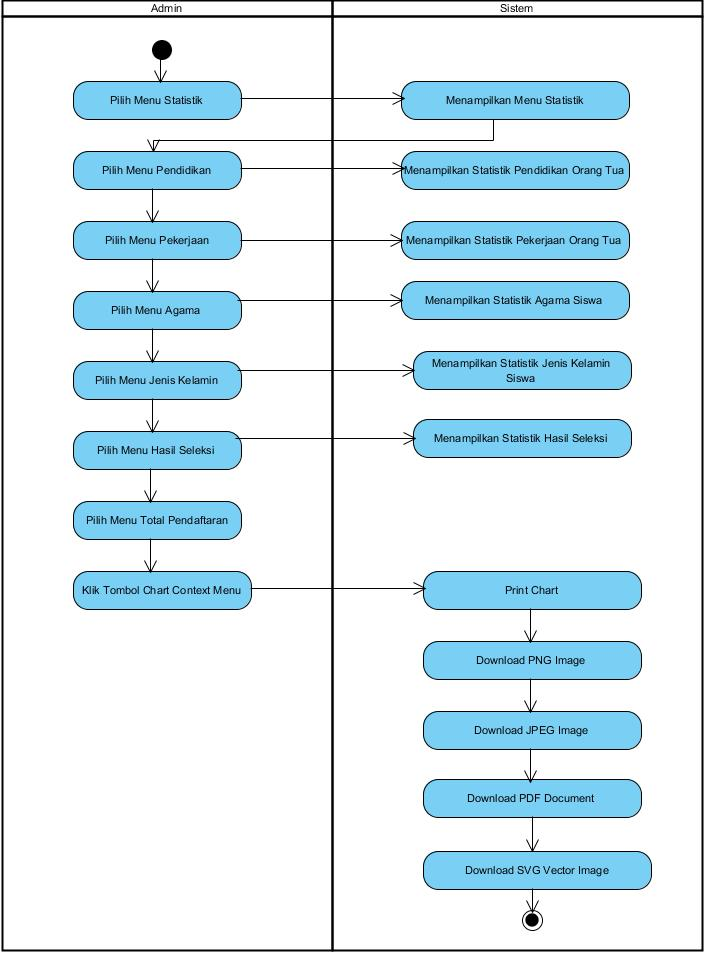 Admin
Sistem
Pilih Menu Statistik
Menampilkan Menu Statistik
Pilih Menu Pendidikan
Menampilkan Statistik Pendidikan Orang Tua
Pilih Menu Pekerjaan
Menampilkan Statistik Pekerjaan Orang Tua
Pilih Menu Agama
Menampilkan Statistik Agama Siswa
Pilih Menu Jenis Kelamin
Menampilkan Statistik Jenis Kelamin
Siswa
Pilih Menu Hasil Seleksi
Menampilkan Statistik Hasil Seleksi
Pilih Menu Total Pendaftaran
Klik Tombol Chart Context Menu
Print Chart
Download PNG Image
Download JPEG Image
Download PDF Document
Download SVG Vector Image